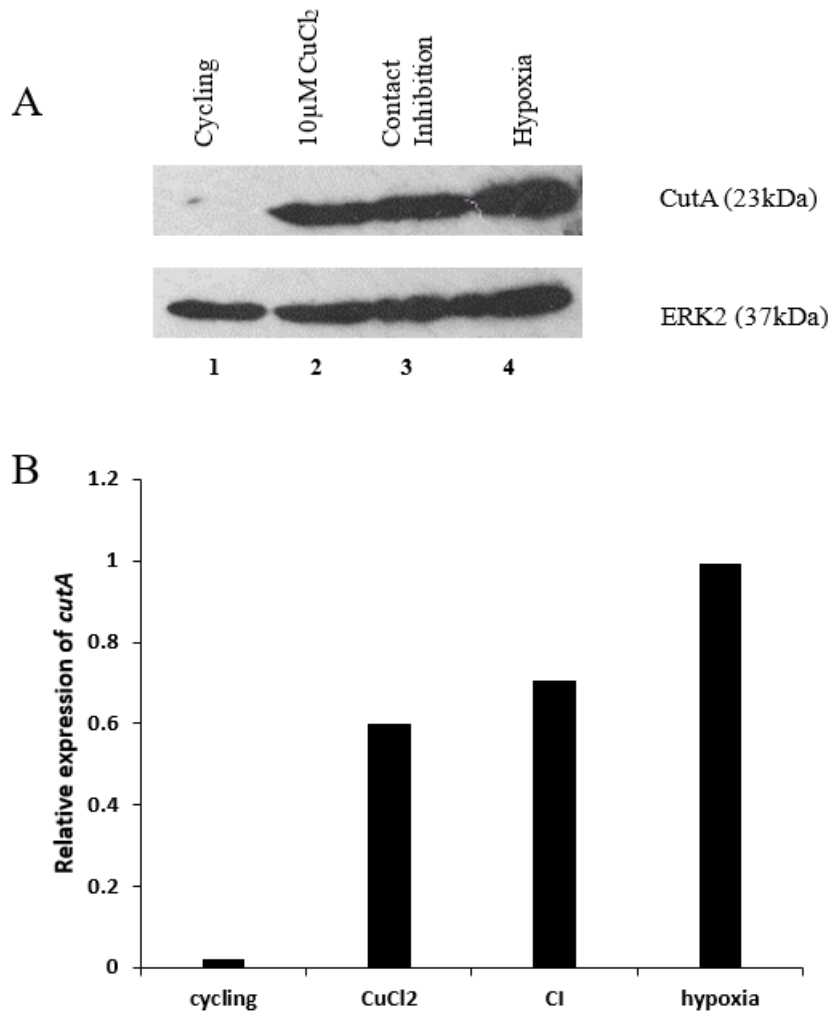 A
Cycling
10μM CuCl₂
Contact
Inhibition
Hypoxia
CutA (23kDa)
ERK2 (37kDa)
1 2 3 4
B
Relative expression of cutA
1.2
1
0.8
0.6
0.4
0.2
0
cycling CuCl2 CI hypoxia